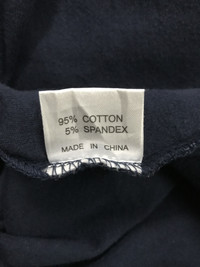 95% COTTON
5% SPANDEX
MADE IN CHINA